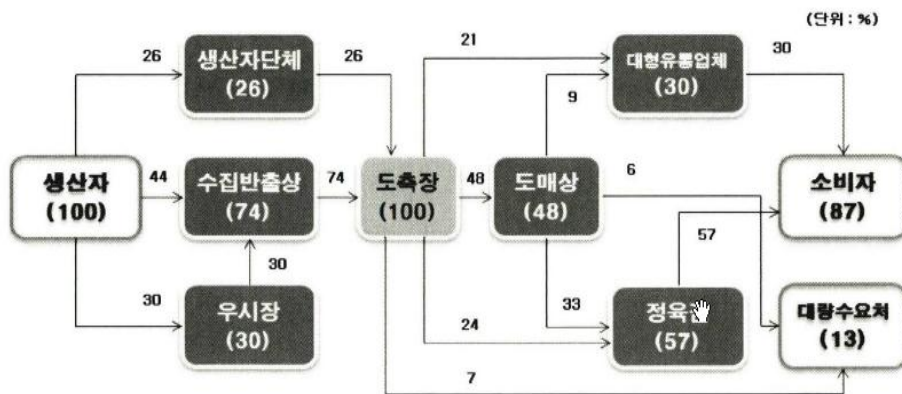 (단위 : %)
26
생산자단체
(26)
26
21
대형유통업체
(30)
30
9
생산자
(100)
44
수집반출상
(74)
74
도축장
(100)
48
도매상
(48)
6
소비자
(87)
57
30
30
우시장
(30)
24
33
정육
(57)
대량수요처
(13)
7